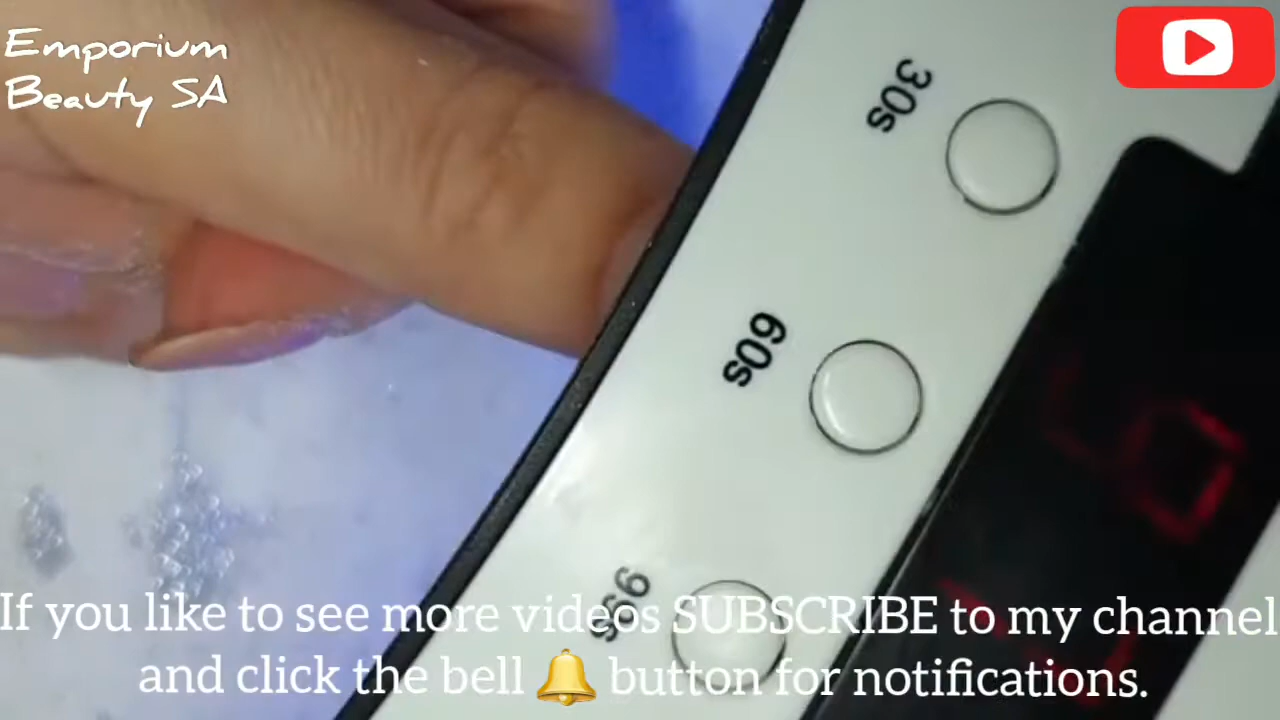 Emporium
Beauty SA
30s
60s
99s
If you like to see more videos SUBSCRIBE to my channel
and click the bell 🔔 button for notifications.